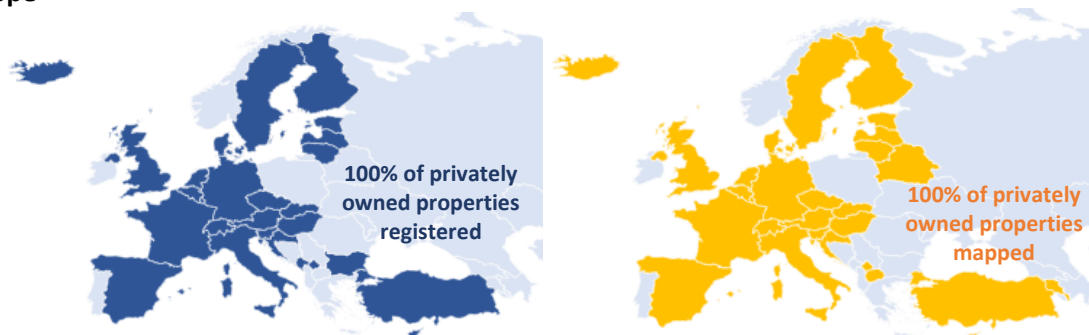 100% of privately
owned properties
registered
100% of privately
owned properties
mapped